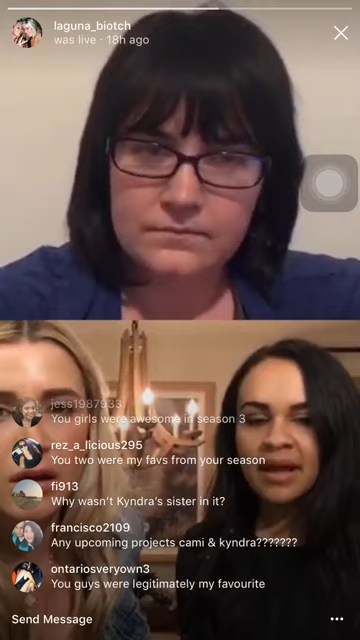 laguna_biotch
was live · 18h ago
jess1987933
You girls were awesome in season 3
rez_a_licious295
You two were my favs from your season
fi913
Why wasn't Kyndra's sister in it?
francisco2109
Any upcoming projects cami & kyndra???????
ontariosveryown3
You guys were legitimately my favourite
Send Message